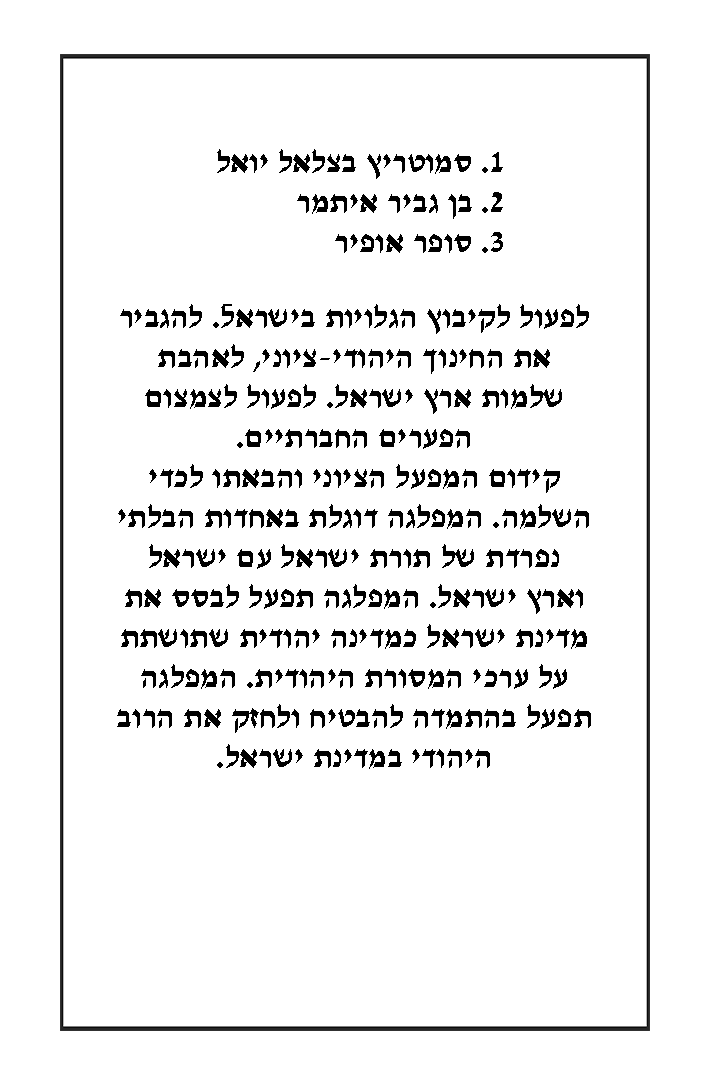 1. סמוטריץ בצלאל יואל
2. בן גביר איתמר
3. סופר אופיר
לפעול לקיבוץ הגלויות בישראל. להגביר
את החינוך היהודי-ציוני, לאהבת
שלמות ארץ ישראל. לפעול לצמצום
הפערים החברתיים.
קידום המפעל הציוני והבאתו לכדי
השלמה. המפלגה דוגלת באחדות הבלתי
נפרדת של תורת ישראל עם ישראל
וארץ ישראל. המפלגה תפעל לבסס את
מדינת ישראל כמדינה יהודית שתושתת
על ערכי המסורת היהודית. המפלגה
תפעל בהתמדה להבטיח ולחזק את הרוב
היהודי במדינת ישראל.